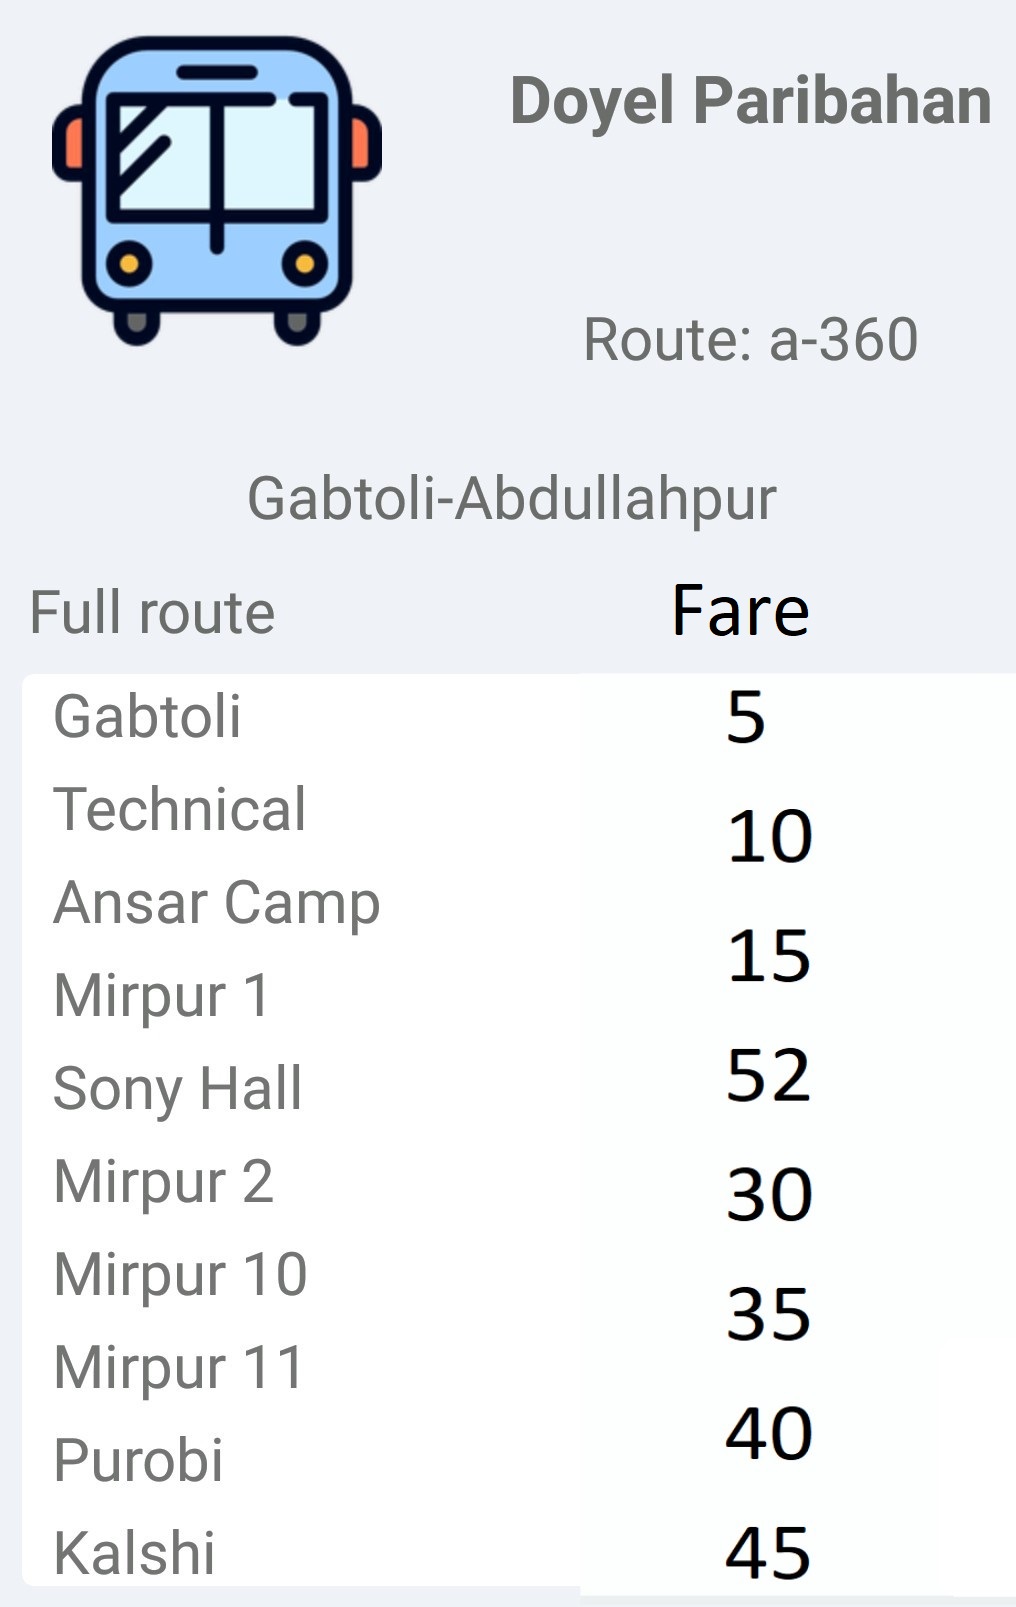 Doyel Paribahan
Route: a-360
Gabtoli-Abdullahpur
Full route Fare
Gabtoli 5
Technical
10
Ansar Camp
15
Mirpur 1
52
Sony Hall
Mirpur 2
30
Mirpur 10
35
Mirpur 11
40
Purobi
Kalshi 45